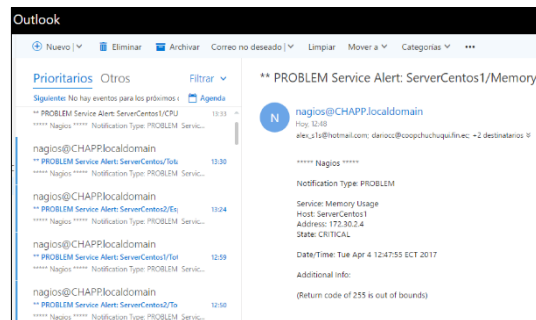 Outlook
Nuevo | Eliminar Archivar Correo no deseado | Limpiar Mover a Categorías ...
Prioritarios Otros Filtrar
Siguiente: No hay eventos para los próximos Agenda
** PROBLEM Service Alert: ServerCentos1/CPU 13:33
***** Nagios ***** Notification Type: PROBLEM Servic...
nagios@CHAPP.localdomain
** PROBLEM Service Alert: ServerCentos/Tota 13:30
***** Nagios ***** Notification Type: PROBLEM Servic...
nagios@CHAPP.localdomain
** PROBLEM Service Alert: ServerCentos2/Es 13:24
***** Nagios ***** Notification Type: PROBLEM Servic...
nagios@CHAPP.localdomain
** PROBLEM Service Alert: ServerCentos1/Tot 12:59
***** Nagios ***** Notification Type: PROBLEM Servic...
nagios@CHAPP.localdomain
** PROBLEM Service Alert: ServerCentos2/To 12:50
***** Nagios ***** Notification Type: PROBLEM Servic...
** PROBLEM Service Alert: ServerCentos1/Memory
N
nagios@CHAPP.localdomain
Hoy, 12:48
alex_s1s@hotmail.com; dariocc@coopchuchuqui.fin.ec; +2 destinatarios
***** Nagios *****
Notification Type: PROBLEM
Service: Memory Usage
Host: ServerCentos1
Address: 172.30.2.4
State: CRITICAL
Date/Time: Tue Apr 4 12:47:55 ECT 2017
Additional Info:
(Return code of 255 is out of bounds)